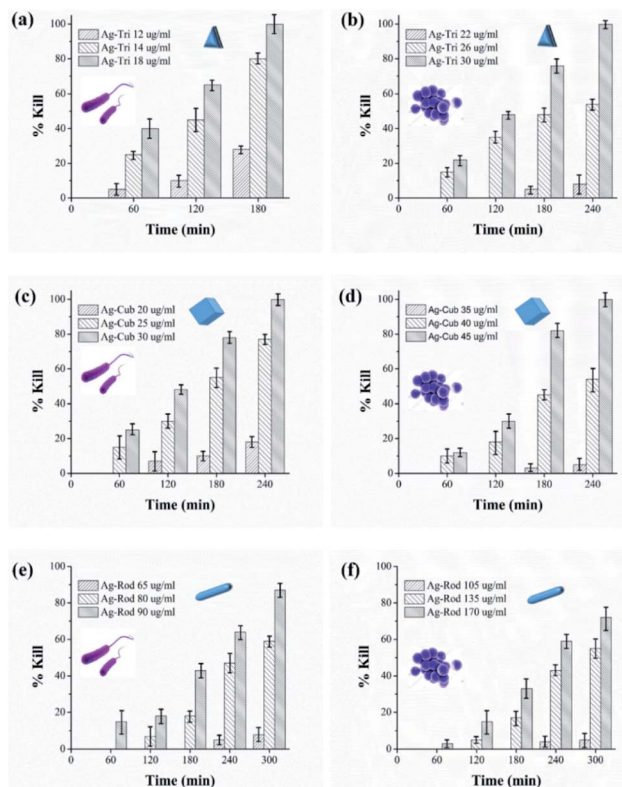 (a)
Ag-Tri 12 ug/ml
Ag-Tri 14 ug/ml
Ag-Tri 18 ug/ml
% Kill
100
80
60
40
20
0
0 60 120 180
Time (min)
(b)
Ag-Tri 22 ug/ml
Ag-Tri 26 ug/ml
Ag-Tri 30 ug/ml
% Kill
100
80
60
40
20
0
0 60 120 180 240
Time (min)
(c)
Ag-Cub 20 ug/ml
Ag-Cub 25 ug/ml
Ag-Cub 30 ug/ml
% Kill
100
80
60
40
20
0
0 60 120 180 240
Time (min)
(d)
Ag-Cub 35 ug/ml
Ag-Cub 40 ug/ml
Ag-Cub 45 ug/ml
% Kill
100
80
60
40
20
0
0 60 120 180 240
Time (min)
(e)
Ag-Rod 65 ug/ml
Ag-Rod 80 ug/ml
Ag-Rod 90 ug/ml
% Kill
100
80
60
40
20
0
0 60 120 180 240 300
Time (min)
(f)
Ag-Rod 105 ug/ml
Ag-Rod 135 ug/ml
Ag-Rod 170 ug/ml
% Kill
100
80
60
40
20
0
0 60 120 180 240 300
Time (min)